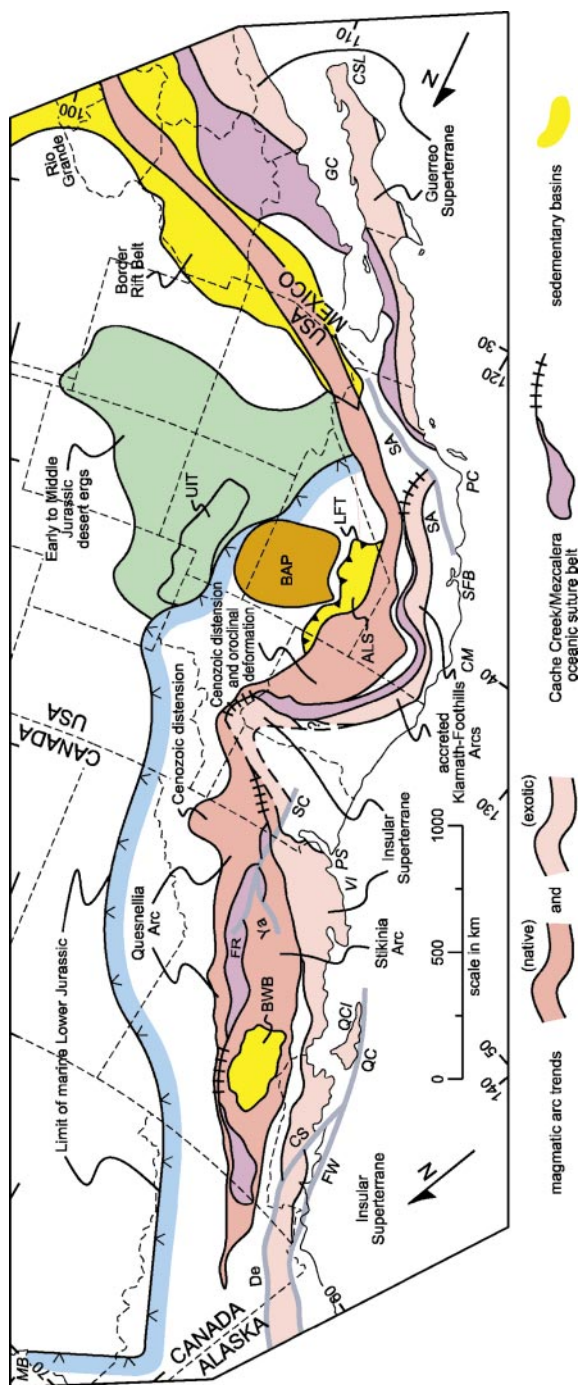 MB
70
Limit of marine Lower Jurassic
CANADA
USA
Early to Middle
Jurassic
desert ergs
UIT
Border
Rift Belt
Rio
Grande
100
110
N
CANADA
ALASKA
De
60
Quesnellia
Arc
Cenozoic distension
Cenozoic distension
and oroclinal
deformation
BAP
LFT
ALS
USA
MEXICO
GC
CSL
Guerreo
Superterrane
FR
BWB
Ya
SC
CS
FW
QC
QCI
VI
PS
Stikinia
Arc
Insular
Superterrane
Insular
Superterrane
?
accreted
Klamath-Foothills
Arcs
CM
SFB
SA
SA
PC
N
140
50
130
40
120
30
0
500
1000
scale in km
magmatic arc trends
(native)
and
(exotic)
Cache Creek/Mezcalera
oceanic suture belt
sedementary basins